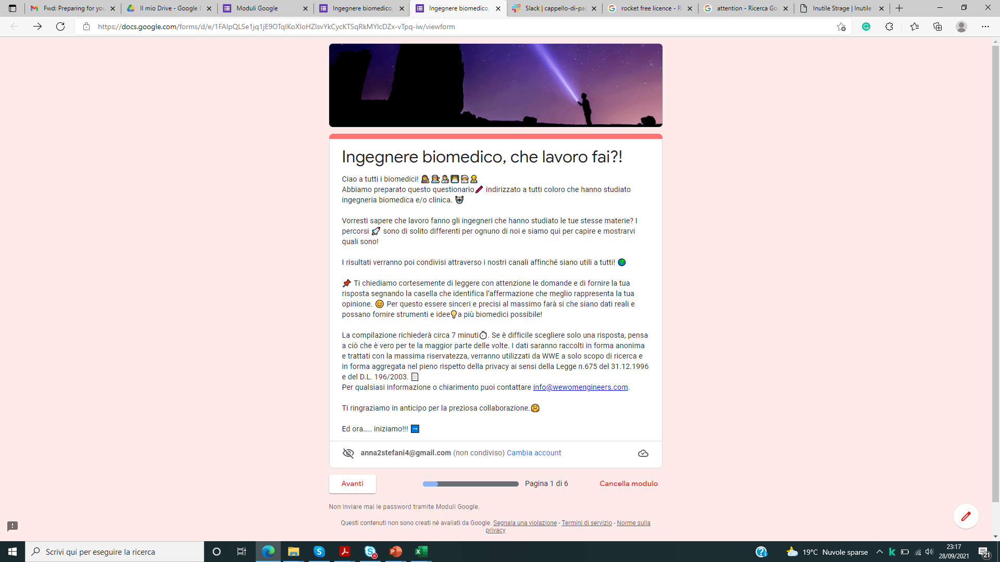 Fwd: Preparing for you
Il mio Drive - Google D
Moduli Google
Ingegnere biomedico,
Ingegnere biomedico,
Slack | cappello-di-pag
rocket free licence - Ri
attention - Ricerca Goo
Inutile Strage | Inutile S
https://docs.google.com/forms/d/e/1FAIpQLSe1jq1jE9OTqIKoXIoHZlsvYkCycKTSqRkMYlcDZx-vTpq-iw/viewform
Ingegnere biomedico, che lavoro fai?!
Ciao a tutti i biomedici!
Abbiamo preparato questo questionario indirizzato a tutti coloro che hanno studiato
ingegneria biomedica e/o clinica.
Vorresti sapere che lavoro fanno gli ingegneri che hanno studiato le tue stesse materie? I
percorsi sono di solito differenti per ognuno di noi e siamo qui per capire e mostrarvi
quali sono!
I risultati verranno poi condivisi attraverso i nostri canali affinché siano utili a tutti!
Ti chiediamo cortesemente di leggere con attenzione le domande e di fornire la tua
risposta segnando la casella che identifica l'affermazione che meglio rappresenta la tua
opinione. Per questo essere sinceri e precisi al massimo farà si che siano dati reali e
possano fornire strumenti e idee a più biomedici possibile!
La compilazione richiederà circa 7 minuti. Se è difficile scegliere solo una risposta, pensa
a ciò che è vero per te la maggior parte delle volte. I dati saranno raccolti in forma anonima
e trattati con la massima riservatezza, verranno utilizzati da WWE a solo scopo di ricerca e
in forma aggregata nel pieno rispetto della privacy ai sensi della Legge n.675 del 31.12.1996
e del D.L. 196/2003.
Per qualsiasi informazione o chiarimento puoi contattare info@wewomengineers.com.
Ti ringraziamo in anticipo per la preziosa collaborazione.
Ed ora….. iniziamo!!!
anna2stefani4@gmail.com (non condiviso) Cambia account
Avanti
Pagina 1 di 6
Cancella modulo
Non inviare mai le password tramite Moduli Google.
Questi contenuti non sono creati né avallati da Google. Segnala una violazione - Termini di servizio - Norme sulla
privacy
Scrivi qui per eseguire la ricerca
19°C Nuvole sparse
23:17
28/09/2021
21